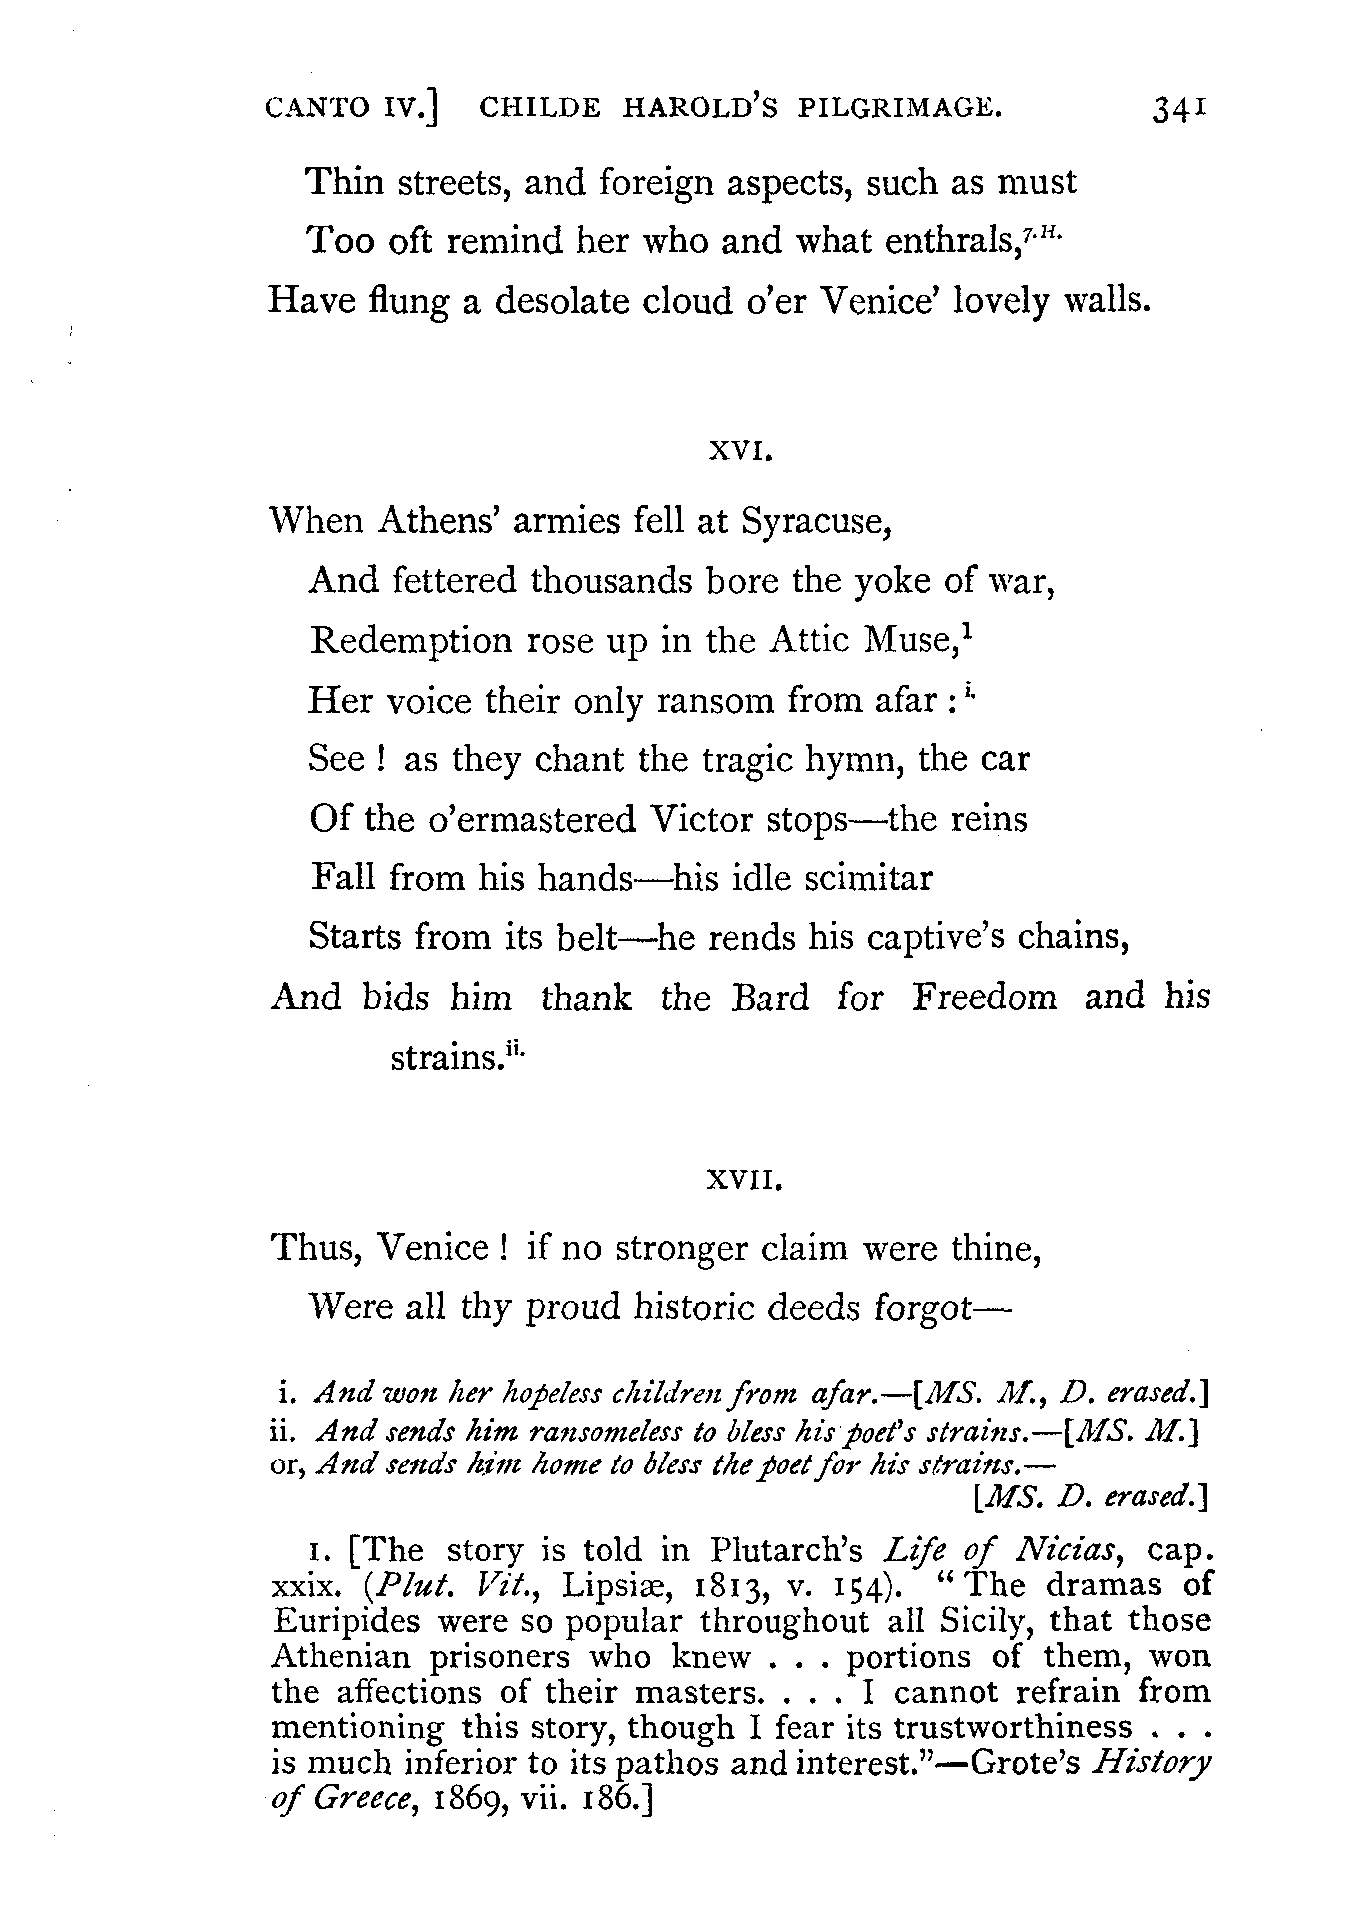 CANTO IV.] CHILDE HAROLD'S PILGRIMAGE. 341
Thin streets, and foreign aspects, such as must
Too oft remind her who and what enthrals,7.H.
Have flung a desolate cloud o'er Venice' lovely walls.
XVI.
When Athens' armies fell at Syracuse,
And fettered thousands bore the yoke of war,
Redemption rose up in the Attic Muse,1
Her voice their only ransom from afar : i.
See ! as they chant the tragic hymn, the car
Of the o'ermastered Victor stops—the reins
Fall from his hands—his idle scimitar
Starts from its belt—he rends his captive's chains,
And bids him thank the Bard for Freedom and his
strains.ii.
XVII.
Thus, Venice ! if no stronger claim were thine,
Were all thy proud historic deeds forgot—
i. And won her hopeless children from afar.—[MS. M., D. erased.]
ii. And sends him ransomeless to bless his poet's strains.—[MS. M.]
or, And sends him home to bless the poet for his strains.—
[MS. D. erased.]
1. [The story is told in Plutarch's Life of Nicias, cap.
xxix. (Plut. Vit., Lipsiæ, 1813, v. 154). "The dramas of
Euripides were so popular throughout all Sicily, that those
Athenian prisoners who knew . . . portions of them, won
the affections of their masters. . . . I cannot refrain from
mentioning this story, though I fear its trustworthiness . . .
is much inferior to its pathos and interest."—Grote's History
of Greece, 1869, vii. 186.]